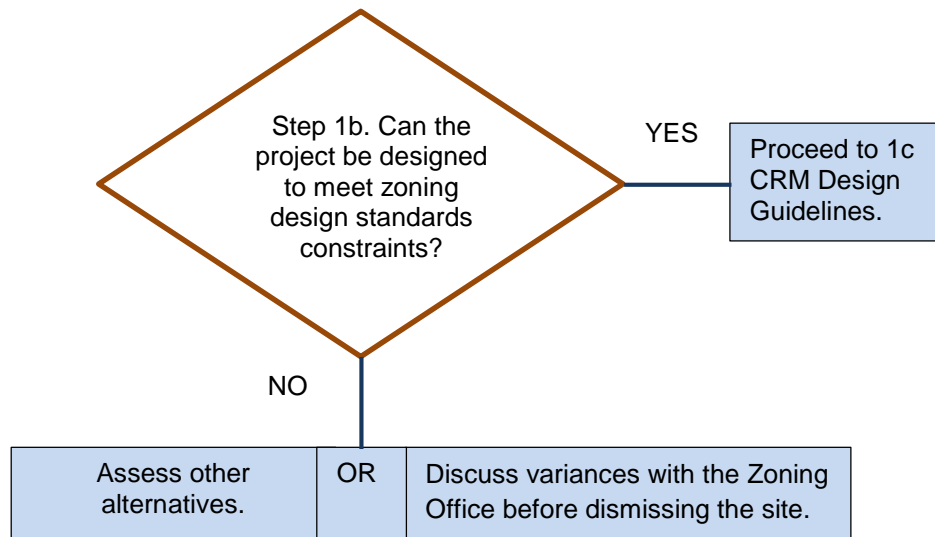 Step 1b. Can the
project be designed
to meet zoning
design standards
constraints?
YES
Proceed to 1c
CRM Design
Guidelines.
NO
Assess other
alternatives.
OR
Discuss variances with the Zoning
Office before dismissing the site.